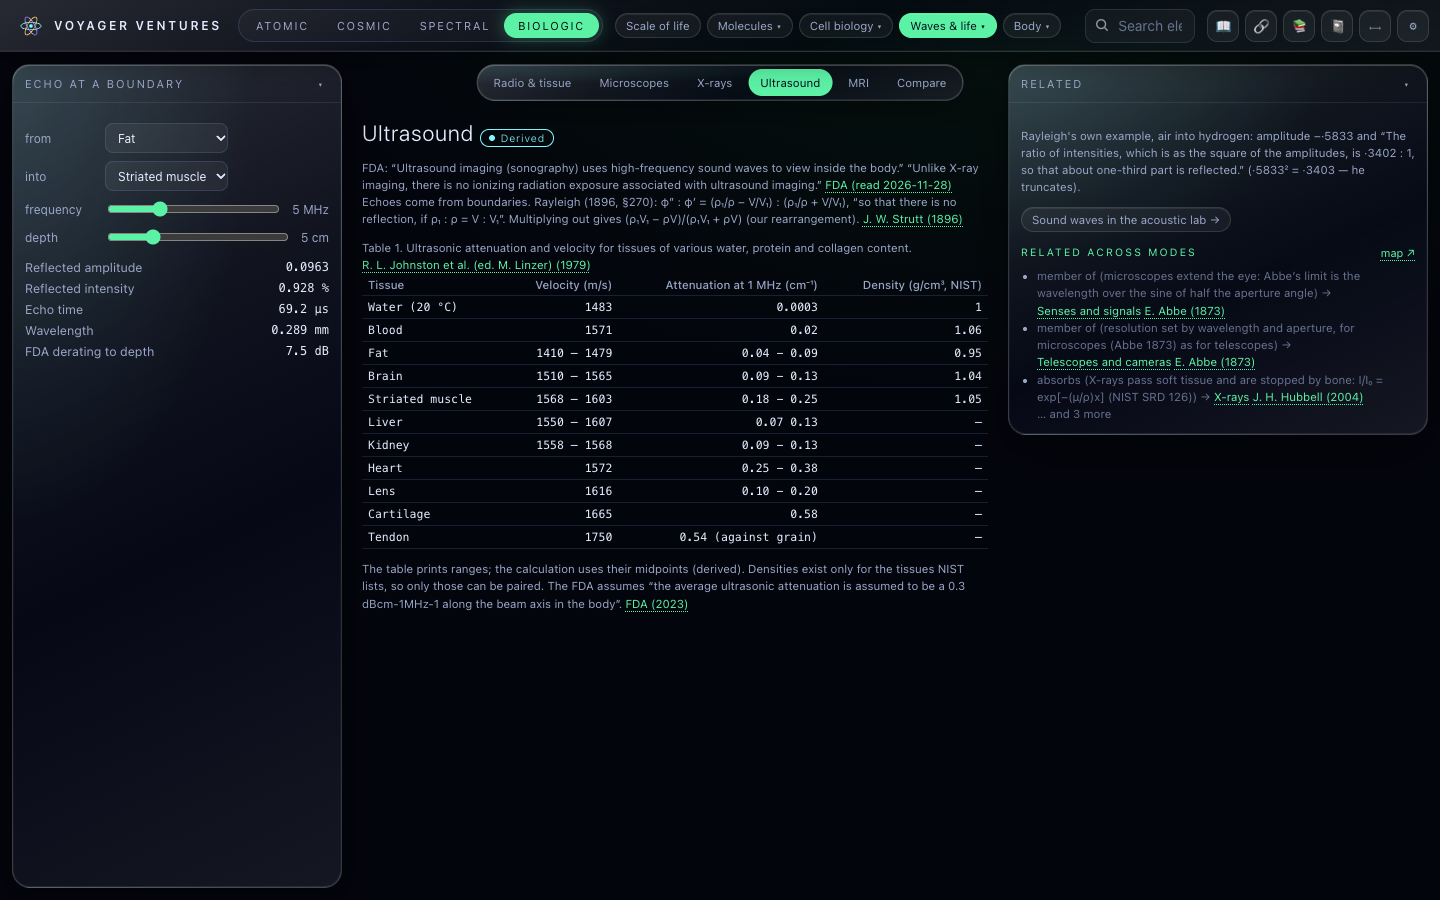 VOYAGER VENTURES
ATOMIC COSMIC SPECTRAL BIOLOGIC
Scale of life Molecules Cell biology Waves & life Body
Search ele
ECHO AT A BOUNDARY
from Fat
into Striated muscle
frequency 5 MHz
depth 5 cm
Reflected amplitude 0.0963
Reflected intensity 0.928 %
Echo time 69.2 µs
Wavelength 0.289 mm
FDA derating to depth 7.5 dB
Radio & tissue Microscopes X-rays Ultrasound MRI Compare
Ultrasound Derived
FDA: “Ultrasound imaging (sonography) uses high-frequency sound waves to view inside the body.” “Unlike X-ray
imaging, there is no ionizing radiation exposure associated with ultrasound imaging.” FDA (read 2026-11-28)
Echoes come from boundaries. Rayleigh (1896, §270): φ″ : φ′ = (ρ₁/ρ − V/V₁) : (ρ₁/ρ + V/V₁), “so that there is no
reflection, if ρ₁ : ρ = V : V₁”. Multiplying out gives (ρ₁V₁ − ρV)/(ρ₁V₁ + ρV) (our rearrangement). J. W. Strutt (1896)
Table 1. Ultrasonic attenuation and velocity for tissues of various water, protein and collagen content.
R. L. Johnston et al. (ed. M. Linzer) (1979)
Tissue Velocity (m/s) Attenuation at 1 MHz (cm⁻¹) Density (g/cm³, NIST)
Water (20 °C) 1483 0.0003 1
Blood 1571 0.02 1.06
Fat 1410 – 1479 0.04 – 0.09 0.95
Brain 1510 – 1565 0.09 – 0.13 1.04
Striated muscle 1568 – 1603 0.18 – 0.25 1.05
Liver 1550 – 1607 0.07 0.13 —
Kidney 1558 – 1568 0.09 – 0.13 —
Heart 1572 0.25 – 0.38 —
Lens 1616 0.10 – 0.20 —
Cartilage 1665 0.58 —
Tendon 1750 0.54 (against grain) —
The table prints ranges; the calculation uses their midpoints (derived). Densities exist only for the tissues NIST
lists, so only those can be paired. The FDA assumes “the average ultrasonic attenuation is assumed to be a 0.3
dBcm-1MHz-1 along the beam axis in the body”. FDA (2023)
RELATED
Rayleigh's own example, air into hydrogen: amplitude −·5833 and “The
ratio of intensities, which is as the square of the amplitudes, is ·3402 : 1,
so that about one-third part is reflected.” (·5833² = ·3403 — he
truncates).
Sound waves in the acoustic lab →
RELATED ACROSS MODES map ↗
member of (microscopes extend the eye: Abbe's limit is the
wavelength over the sine of half the aperture angle) →
Senses and signals E. Abbe (1873)
member of (resolution set by wavelength and aperture, for
microscopes (Abbe 1873) as for telescopes) →
Telescopes and cameras E. Abbe (1873)
absorbs (X-rays pass soft tissue and are stopped by bone: I/I₀ =
exp[−(μ/ρ)x] (NIST SRD 126)) → X-rays J. H. Hubbell (2004)
… and 3 more